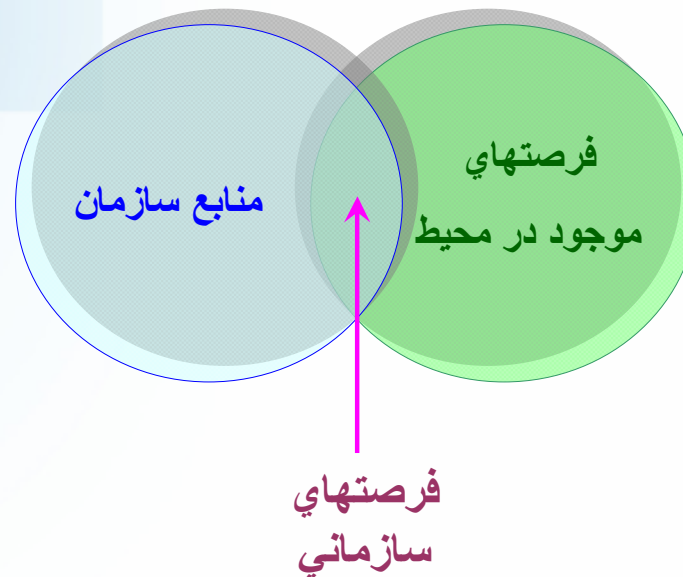 فرصتهاي
موجود در محيط
منابع سازمان
فرصتهاي
سازماني